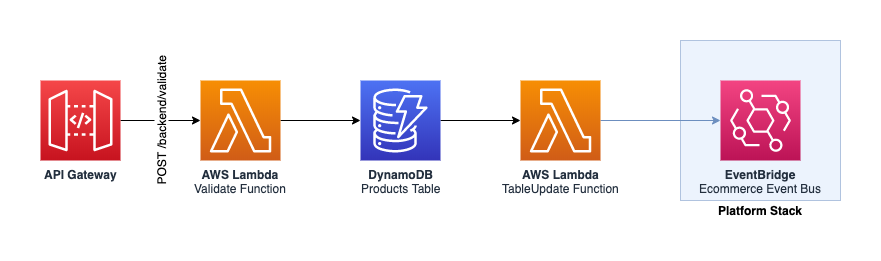 POST /backend/validate
</>
API Gateway
AWS Lambda
Validate Function
DynamoDB
Products Table
AWS Lambda
TableUpdate Function
EventBridge
Ecommerce Event Bus
Platform Stack